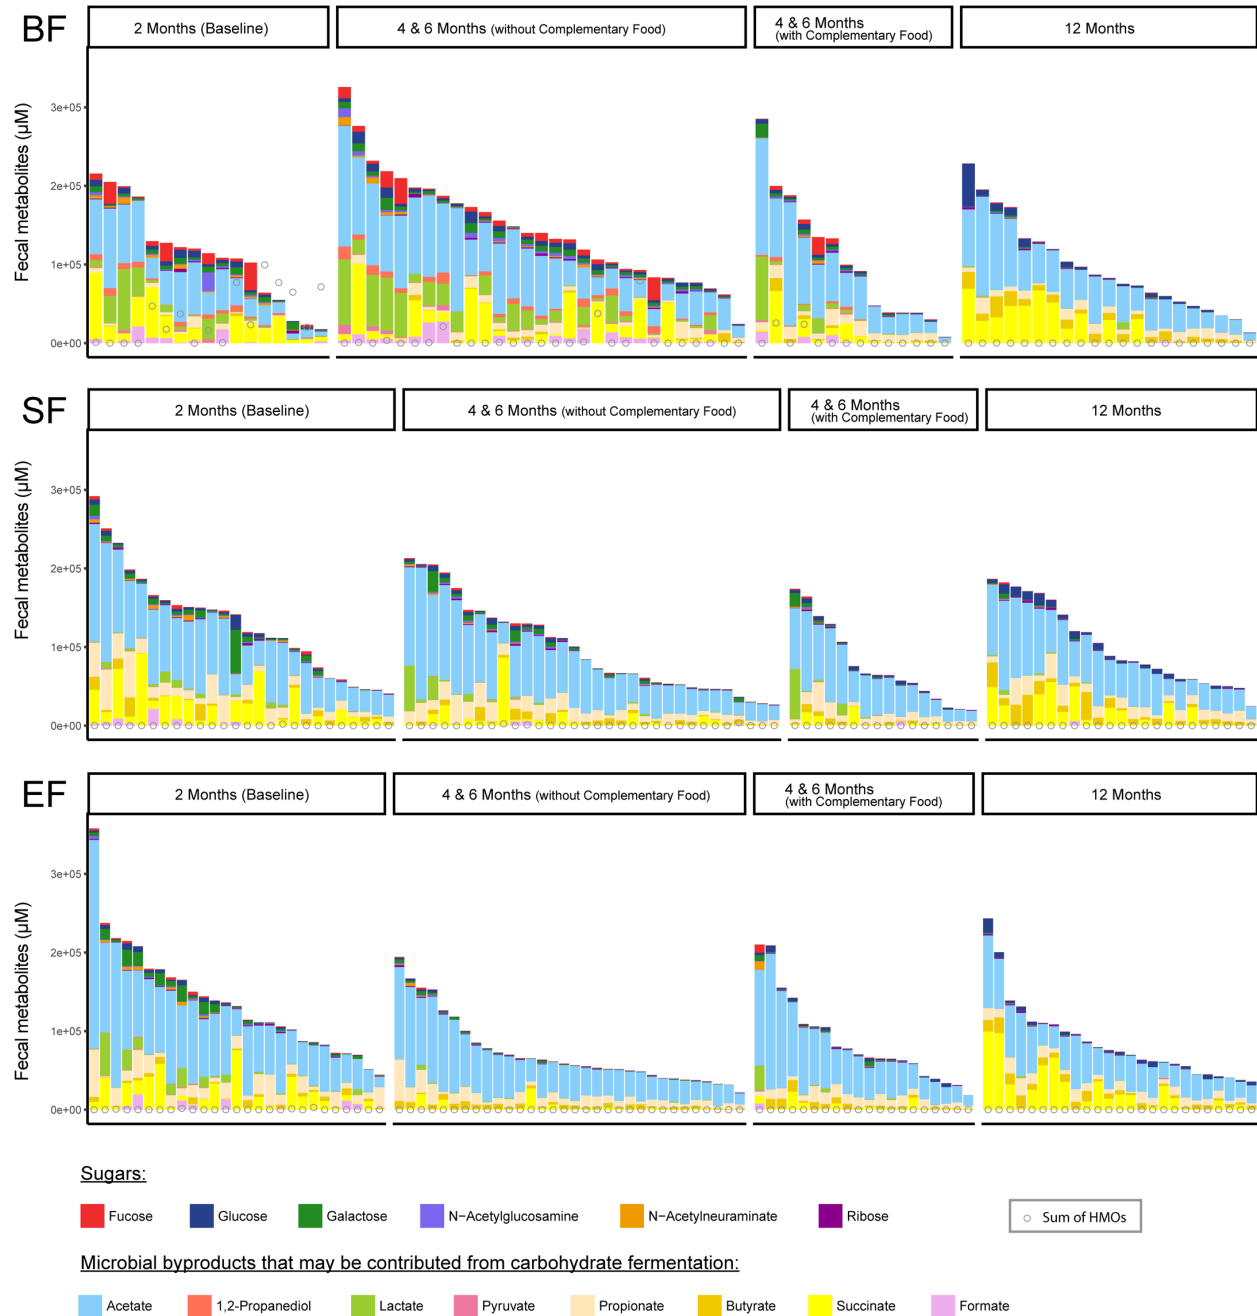 BF
2 Months (Baseline)
4 & 6 Months (without Complementary Food)
4 & 6 Months
(with Complementary Food)
12 Months
Fecal metabolites (μM)
3e+05
2e+05
1e+05
0e+00
SF
2 Months (Baseline)
4 & 6 Months (without Complementary Food)
4 & 6 Months
(with Complementary Food)
12 Months
Fecal metabolites (μM)
3e+05
2e+05
1e+05
0e+00
EF
2 Months (Baseline)
4 & 6 Months (without Complementary Food)
4 & 6 Months
(with Complementary Food)
12 Months
Fecal metabolites (μM)
3e+05
2e+05
1e+05
0e+00
Sugars:
Fucose Glucose Galactose N−Acetylglucosamine N−Acetylneuraminate Ribose Sum of HMOs
Microbial byproducts that may be contributed from carbohydrate fermentation:
Acetate 1,2-Propanediol Lactate Pyruvate Propionate Butyrate Succinate Formate